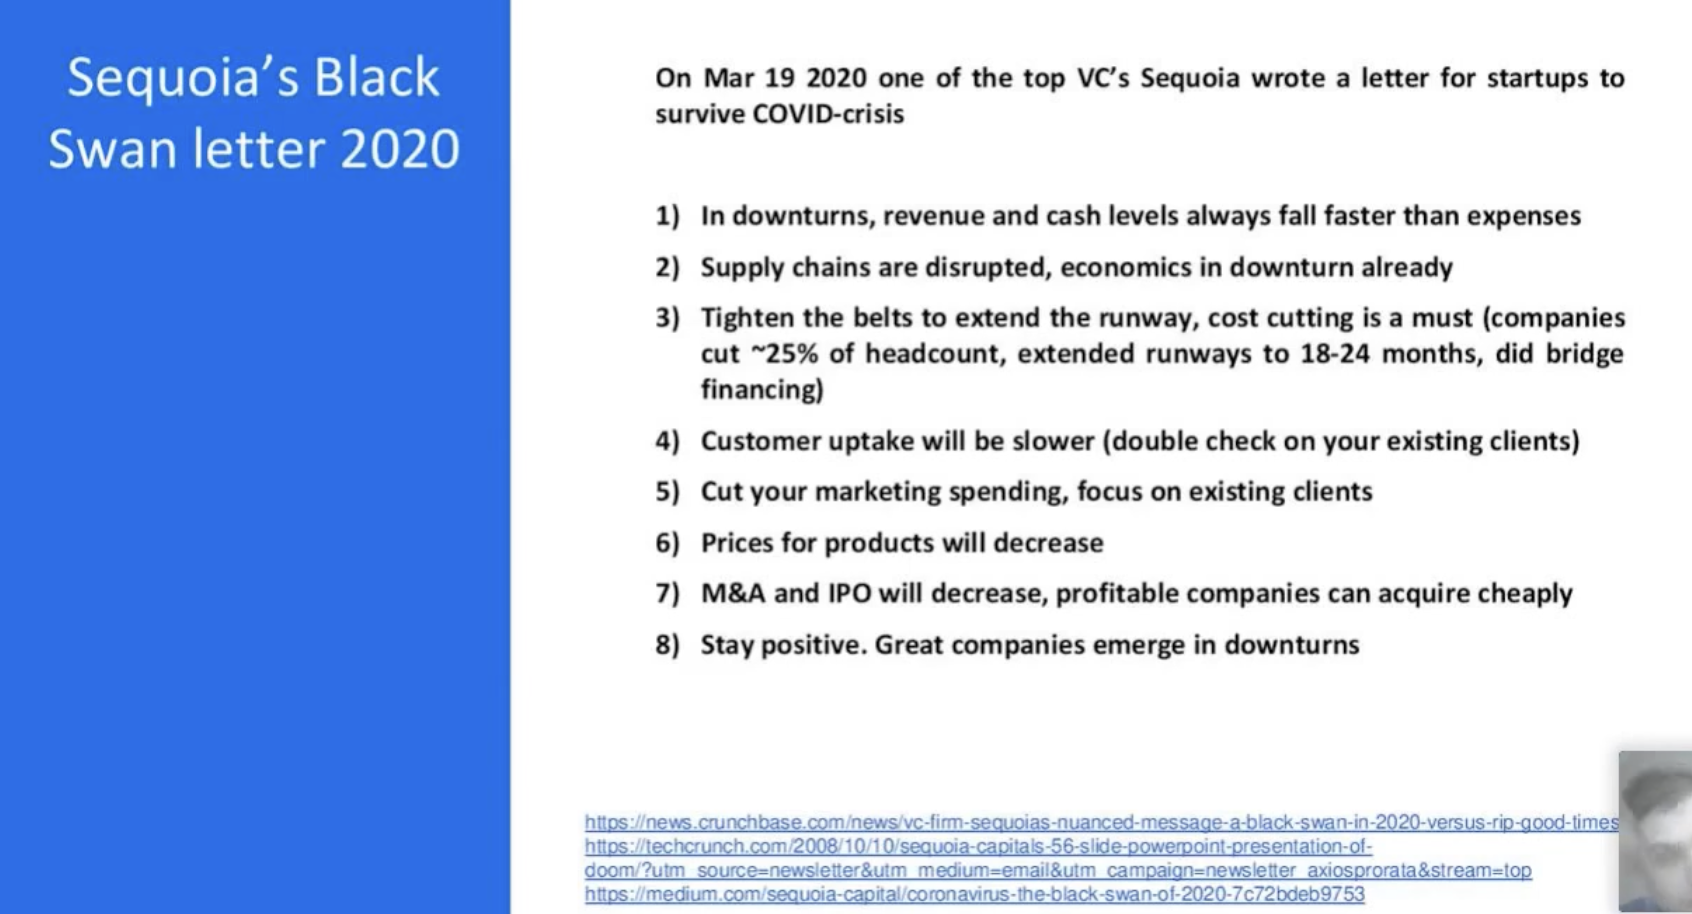 Sequoia’s Black
Swan letter 2020
On Mar 19 2020 one of the top VC’s Sequoia wrote a letter for startups to
survive COVID-crisis
1) In downturns, revenue and cash levels always fall faster than expenses
2) Supply chains are disrupted, economics in downturn already
3) Tighten the belts to extend the runway, cost cutting is a must (companies
cut ~25% of headcount, extended runways to 18-24 months, did bridge
financing)
4) Customer uptake will be slower (double check on your existing clients)
5) Cut your marketing spending, focus on existing clients
6) Prices for products will decrease
7) M&A and IPO will decrease, profitable companies can acquire cheaply
8) Stay positive. Great companies emerge in downturns
https://news.crunchbase.com/news/vc-firm-sequoias-nuanced-message-a-black-swan-in-2020-versus-rip-good-times
https://techcrunch.com/2008/10/10/sequoia-capitals-56-slide-powerpoint-presentation-of-
doom/?utm_source=newsletter&utm_medium=email&utm_campaign=newsletter_axiosprorata&stream=top
https://medium.com/sequoia-capital/coronavirus-the-black-swan-of-2020-7c72bdeb9753